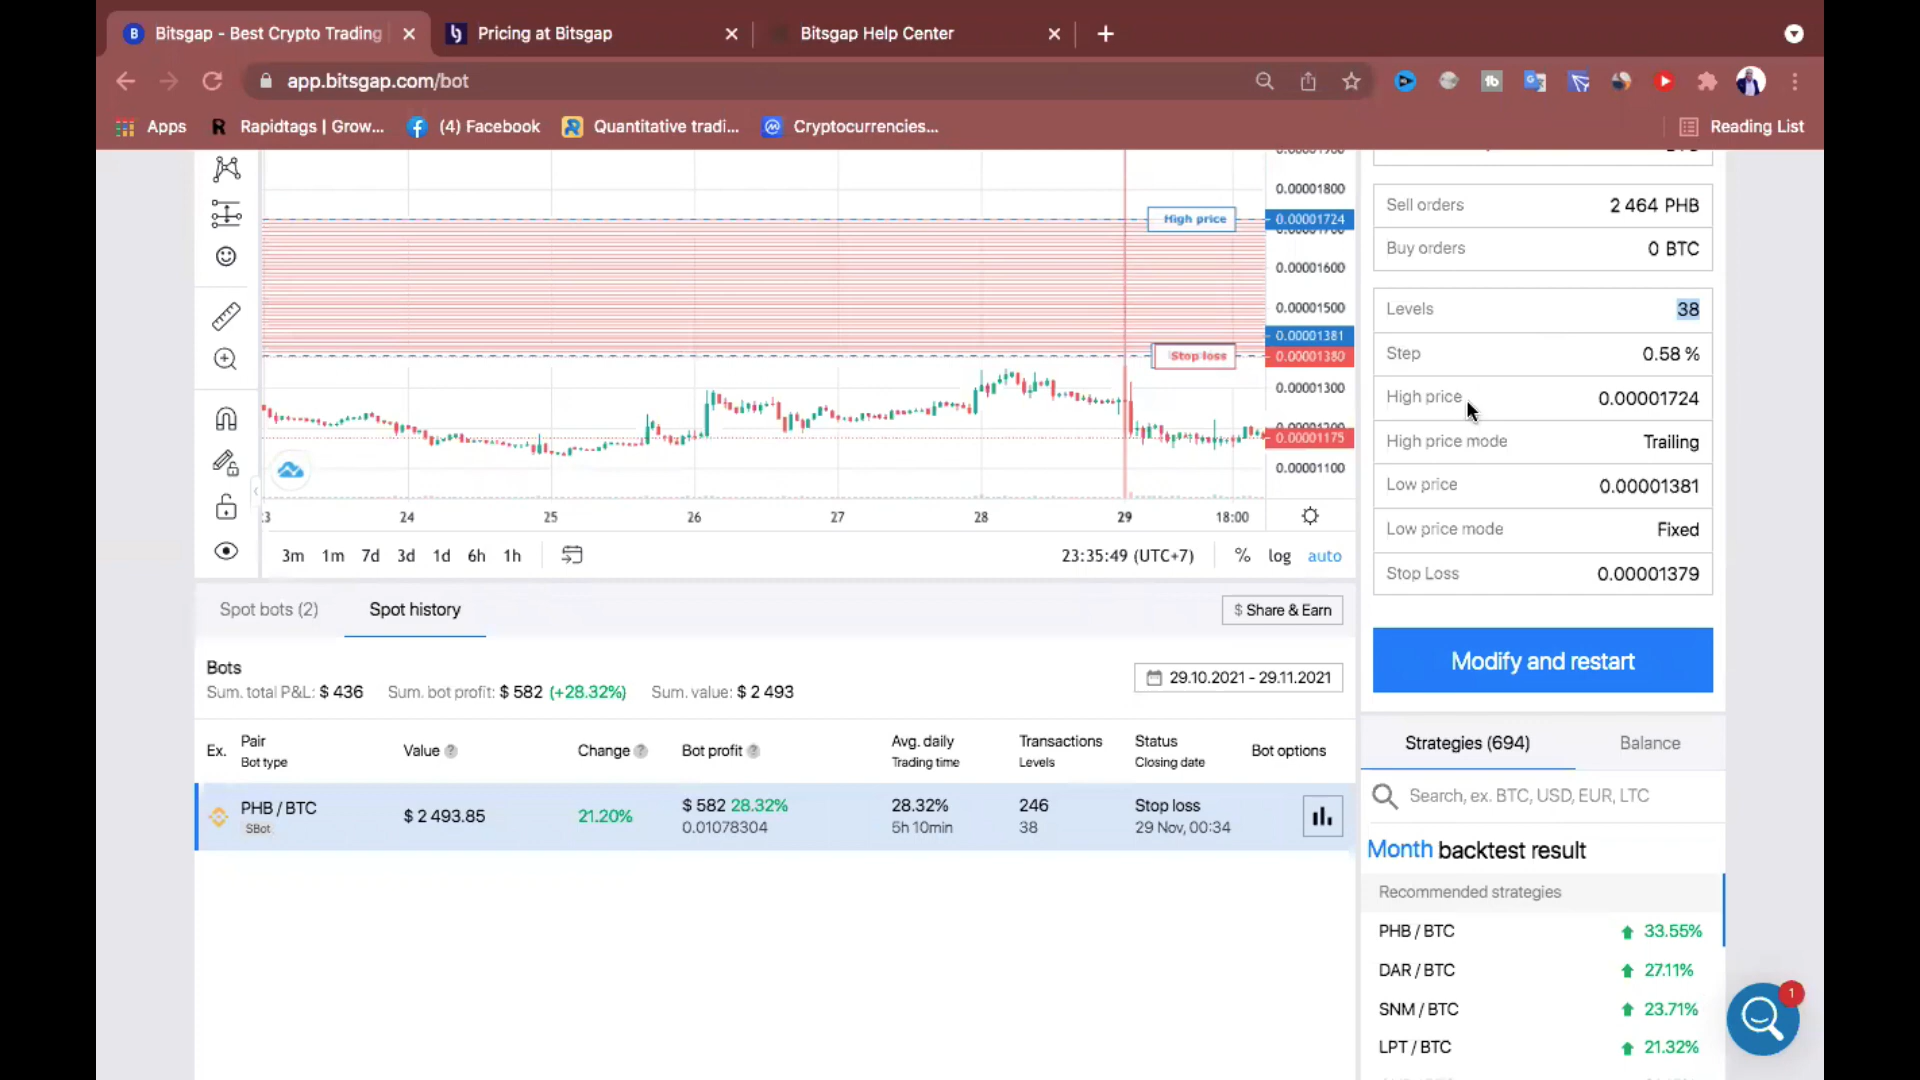 Bitsgap - Best Crypto Trading
Pricing at Bitsgap
Bitsgap Help Center
app.bitsgap.com/bot
Apps
Rapidtags | Grow...
(4) Facebook
Quantitative tradi...
Cryptocurrencies...
Reading List
0.00001800
High price
0.00001724
0.00001600
0.00001500
0.00001381
Stop loss
0.00001380
0.00001300
0.00001175
0.00001100
24
25
26
27
28
29
18:00
3m 1m 7d 3d 1d 6h 1h
23:35:49 (UTC+7)
% log auto
Sell orders 2 464 PHB
Buy orders 0 BTC
Levels 38
Step 0.58 %
High price 0.00001724
High price mode Trailing
Low price 0.00001381
Low price mode Fixed
Stop Loss 0.00001379
Modify and restart
Spot bots (2)
Spot history
$ Share & Earn
Bots
Sum. total P&L: $ 436 Sum. bot profit: $ 582 (+28.32%) Sum. value: $ 2 493
29.10.2021 - 29.11.2021
Ex.
Pair
Bot type
Value
Change
Bot profit
Avg. daily
Trading time
Transactions
Levels
Status
Closing date
Bot options
PHB / BTC
SBot
$ 2 493.85
21.20%
$ 582 28.32%
0.01078304
28.32%
5h 10min
246
38
Stop loss
29 Nov, 00:34
Strategies (694)
Balance
Search, ex. BTC, USD, EUR, LTC
Month backtest result
Recommended strategies
PHB / BTC 33.55%
DAR / BTC 27.11%
SNM / BTC 23.71%
LPT / BTC 21.32%
1